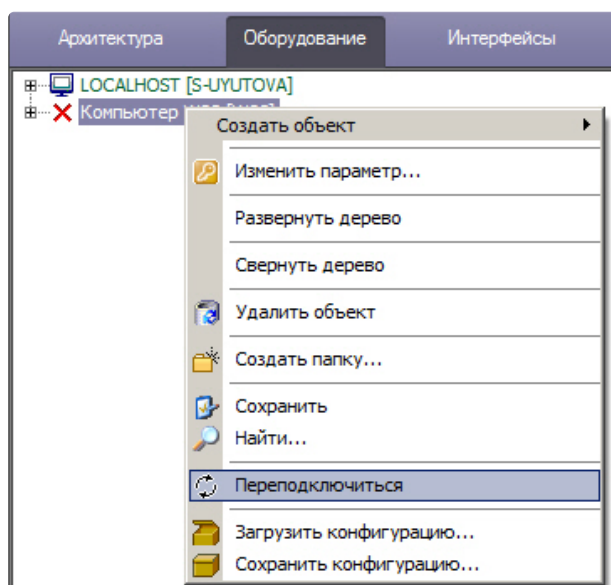 Архитектура Оборудование Интерфейсы
LOCALHOST [S-UYUTOVA]
Компьютер
Создать объект
Изменить параметр...
Развернуть дерево
Свернуть дерево
Удалить объект
Создать папку...
Сохранить
Найти...
Переподключиться
Загрузить конфигурацию...
Сохранить конфигурацию...